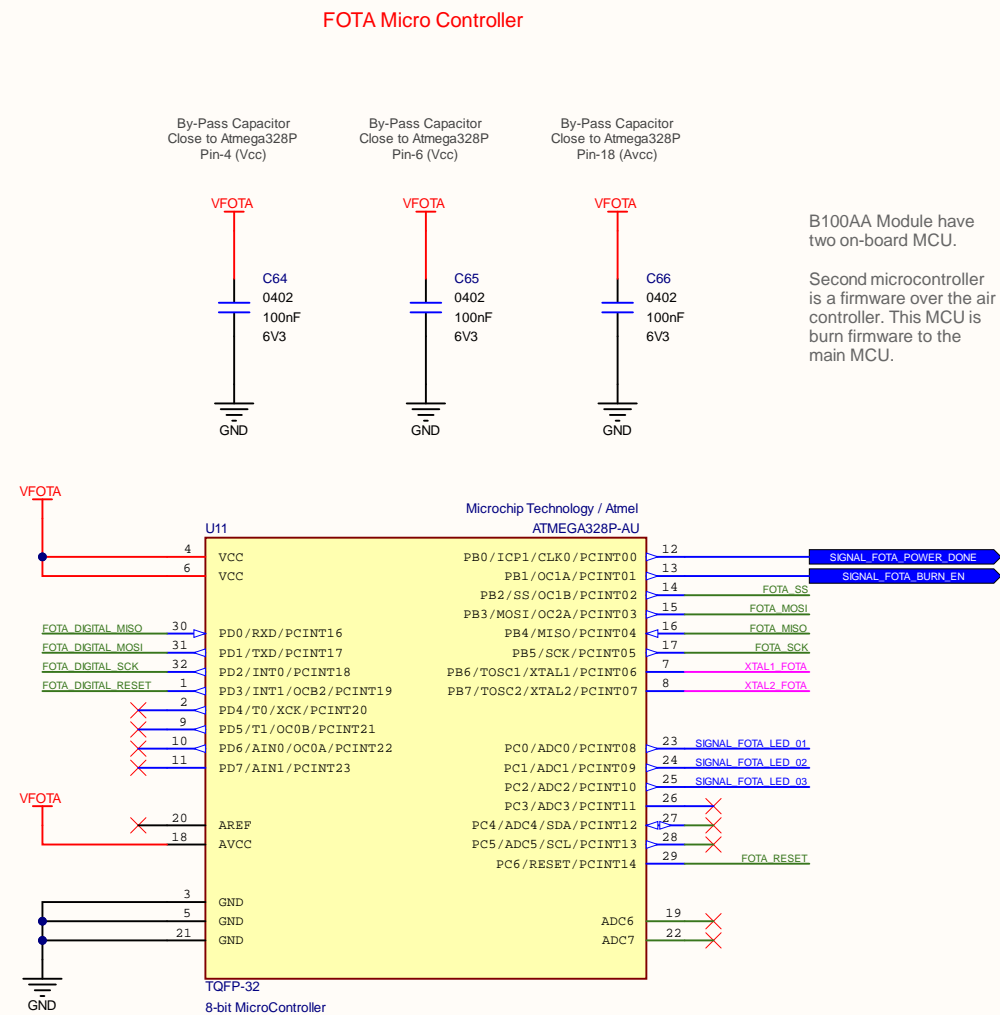 FOTA Micro Controller
By-Pass Capacitor
Close to Atmega328P
Pin-4 (Vcc)
By-Pass Capacitor
Close to Atmega328P
Pin-6 (Vcc)
By-Pass Capacitor
Close to Atmega328P
Pin-18 (Avcc)
VFOTA
C64
0402
100nF
6V3
GND
VFOTA
C65
0402
100nF
6V3
GND
VFOTA
C66
0402
100nF
6V3
GND
B100AA Module have
two on-board MCU.
Second microcontroller
is a firmware over the air
controller. This MCU is
burn firmware to the
main MCU.
VFOTA
Microchip Technology / Atmel
U11
ATMEGA328P-AU
4 VCC
6 VCC
FOTA_DIGITAL_MISO 30 PD0/RXD/PCINT16
FOTA_DIGITAL_MOSI 31 PD1/TXD/PCINT17
FOTA_DIGITAL_SCK 32 PD2/INT0/PCINT18
FOTA_DIGITAL_RESET 1 PD3/INT1/OCB2/PCINT19
2 PD4/T0/XCK/PCINT20
9 PD5/T1/OC0B/PCINT21
10 PD6/AIN0/OC0A/PCINT22
11 PD7/AIN1/PCINT23
VFOTA
20 AREF
18 AVCC
3 GND
5 GND
21 GND
GND
PB0/ICP1/CLK0/PCINT00 12 SIGNAL_FOTA_POWER_DONE
PB1/OC1A/PCINT01 13 SIGNAL_FOTA_BURN_EN
PB2/SS/OC1B/PCINT02 14 FOTA_SS
PB3/MOSI/OC2A/PCINT03 15 FOTA_MOSI
PB4/MISO/PCINT04 16 FOTA_MISO
PB5/SCK/PCINT05 17 FOTA_SCK
PB6/TOSC1/XTAL1/PCINT06 7 XTAL1_FOTA
PB7/TOSC2/XTAL2/PCINT07 8 XTAL2_FOTA
PC0/ADC0/PCINT08 23 SIGNAL_FOTA_LED_01
PC1/ADC1/PCINT09 24 SIGNAL_FOTA_LED_02
PC2/ADC2/PCINT10 25 SIGNAL_FOTA_LED_03
PC3/ADC3/PCINT11 26
PC4/ADC4/SDA/PCINT12 27
PC5/ADC5/SCL/PCINT13 28
PC6/RESET/PCINT14 29 FOTA_RESET
ADC6 19
ADC7 22
TQFP-32
8-bit MicroController